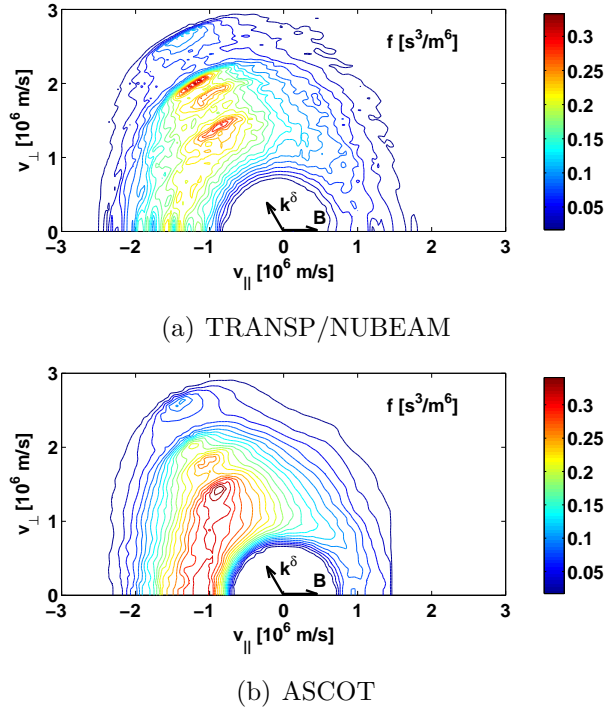 3
f [s³/m⁶]
0.3
2
0.25
v⊥ [10⁶ m/s]
0.2
0.15
1
0.1
kᵟ
B
0.05
0
−3 −2 −1 0 1 2 3
v|| [10⁶ m/s]
(a) TRANSP/NUBEAM
3
f [s³/m⁶]
0.3
2
0.25
v⊥ [10⁶ m/s]
0.2
0.15
1
0.1
kᵟ
B
0.05
0
−3 −2 −1 0 1 2 3
v|| [10⁶ m/s]
(b) ASCOT